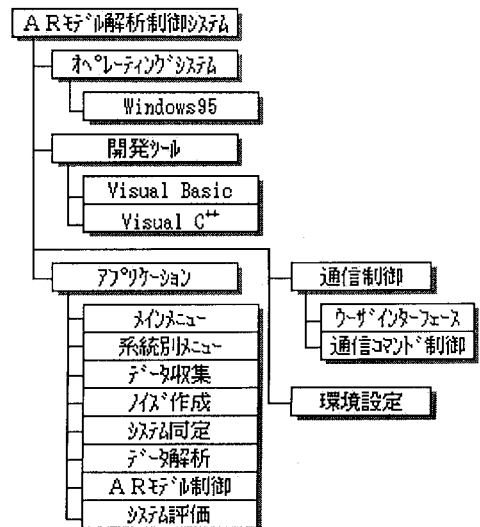 ARﾓﾃﾞﾙ解析制御ｼｽﾃﾑ
ｵﾍﾟﾚｰﾃｨﾝｸﾞｼｽﾃﾑ
Windows95
開発ﾂｰﾙ
Visual Basic
Visual C++
ｱﾌﾟﾘｹｰｼｮﾝ
ﾒｲﾝﾒﾆｭｰ
系統別ﾒﾆｭｰ
ﾃﾞｰﾀ収集
ﾉｲｽﾞ作成
ｼｽﾃﾑ同定
ﾃﾞｰﾀ解析
ARﾓﾃﾞﾙ制御
ｼｽﾃﾑ評価
通信制御
ｳｰｻﾞｲﾝﾀｰﾌｪｰｽ
通信ｺﾏﾝﾄﾞ制御
環境設定